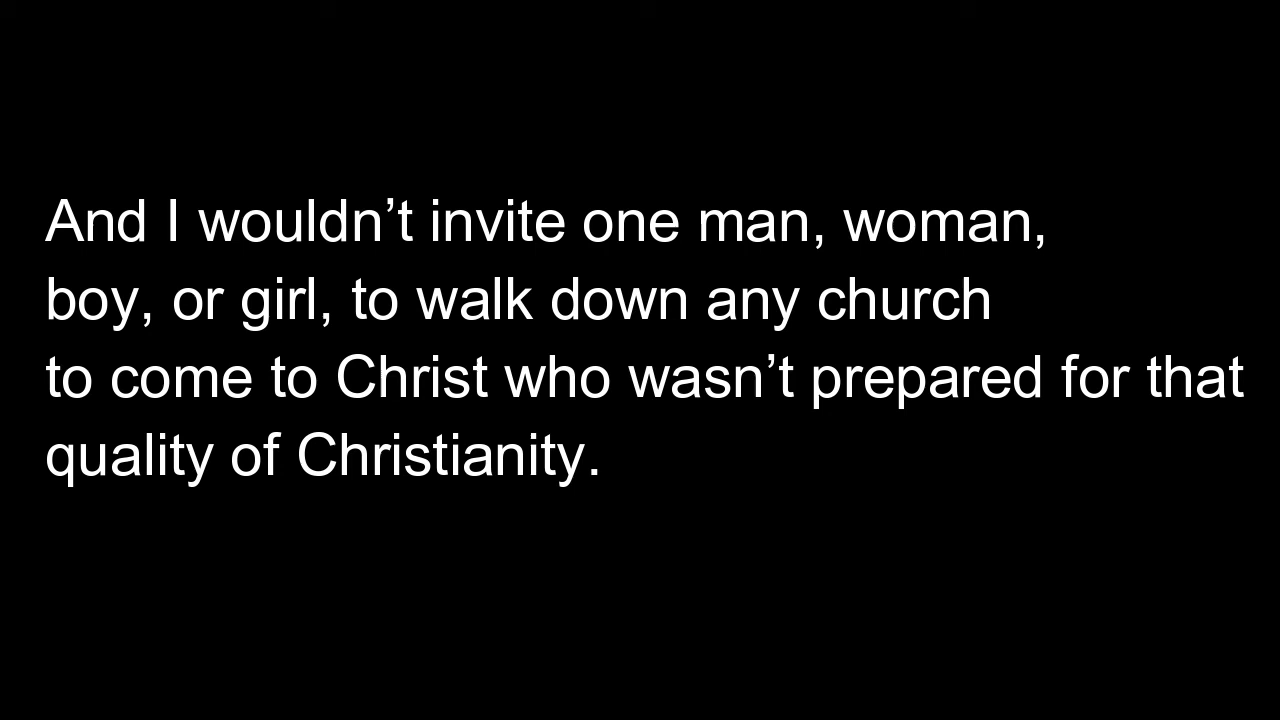 And I wouldn’t invite one man, woman,
boy, or girl, to walk down any church
to come to Christ who wasn’t prepared for that
quality of Christianity.